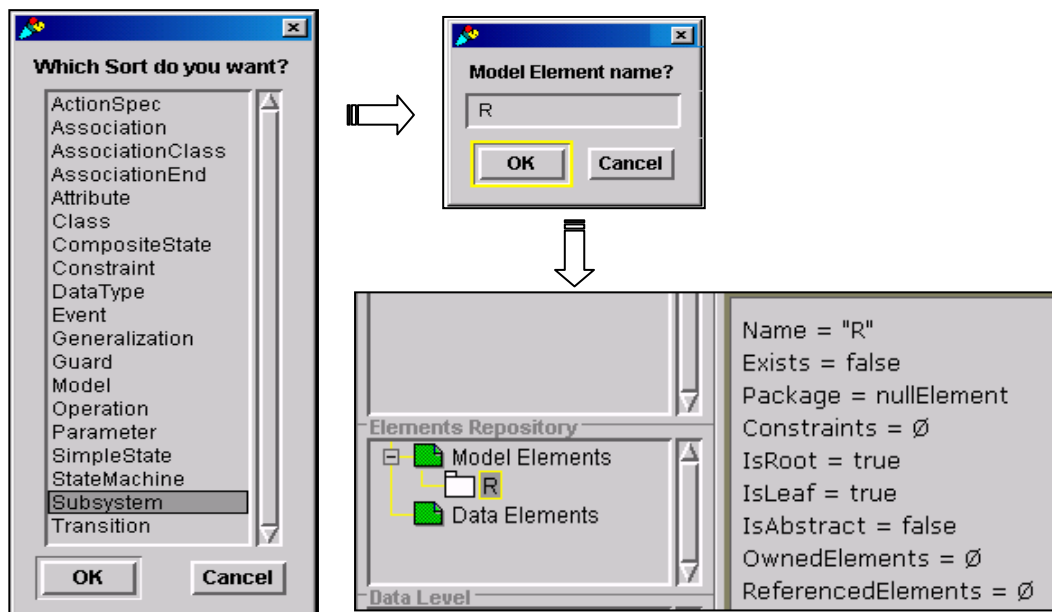 Which Sort do you want?
ActionSpec
Association
AssociationClass
AssociationEnd
Attribute
Class
CompositeState
Constraint
DataType
Event
Generalization
Guard
Model
Operation
Parameter
SimpleState
StateMachine
Subsystem
Transition
OK
Cancel
Model Element name?
R
OK
Cancel
Elements Repository
Model Elements
R
Data Elements
Data Level
Name = "R"
Exists = false
Package = nullElement
Constraints = Ø
IsRoot = true
IsLeaf = true
IsAbstract = false
OwnedElements = Ø
ReferencedElements = Ø